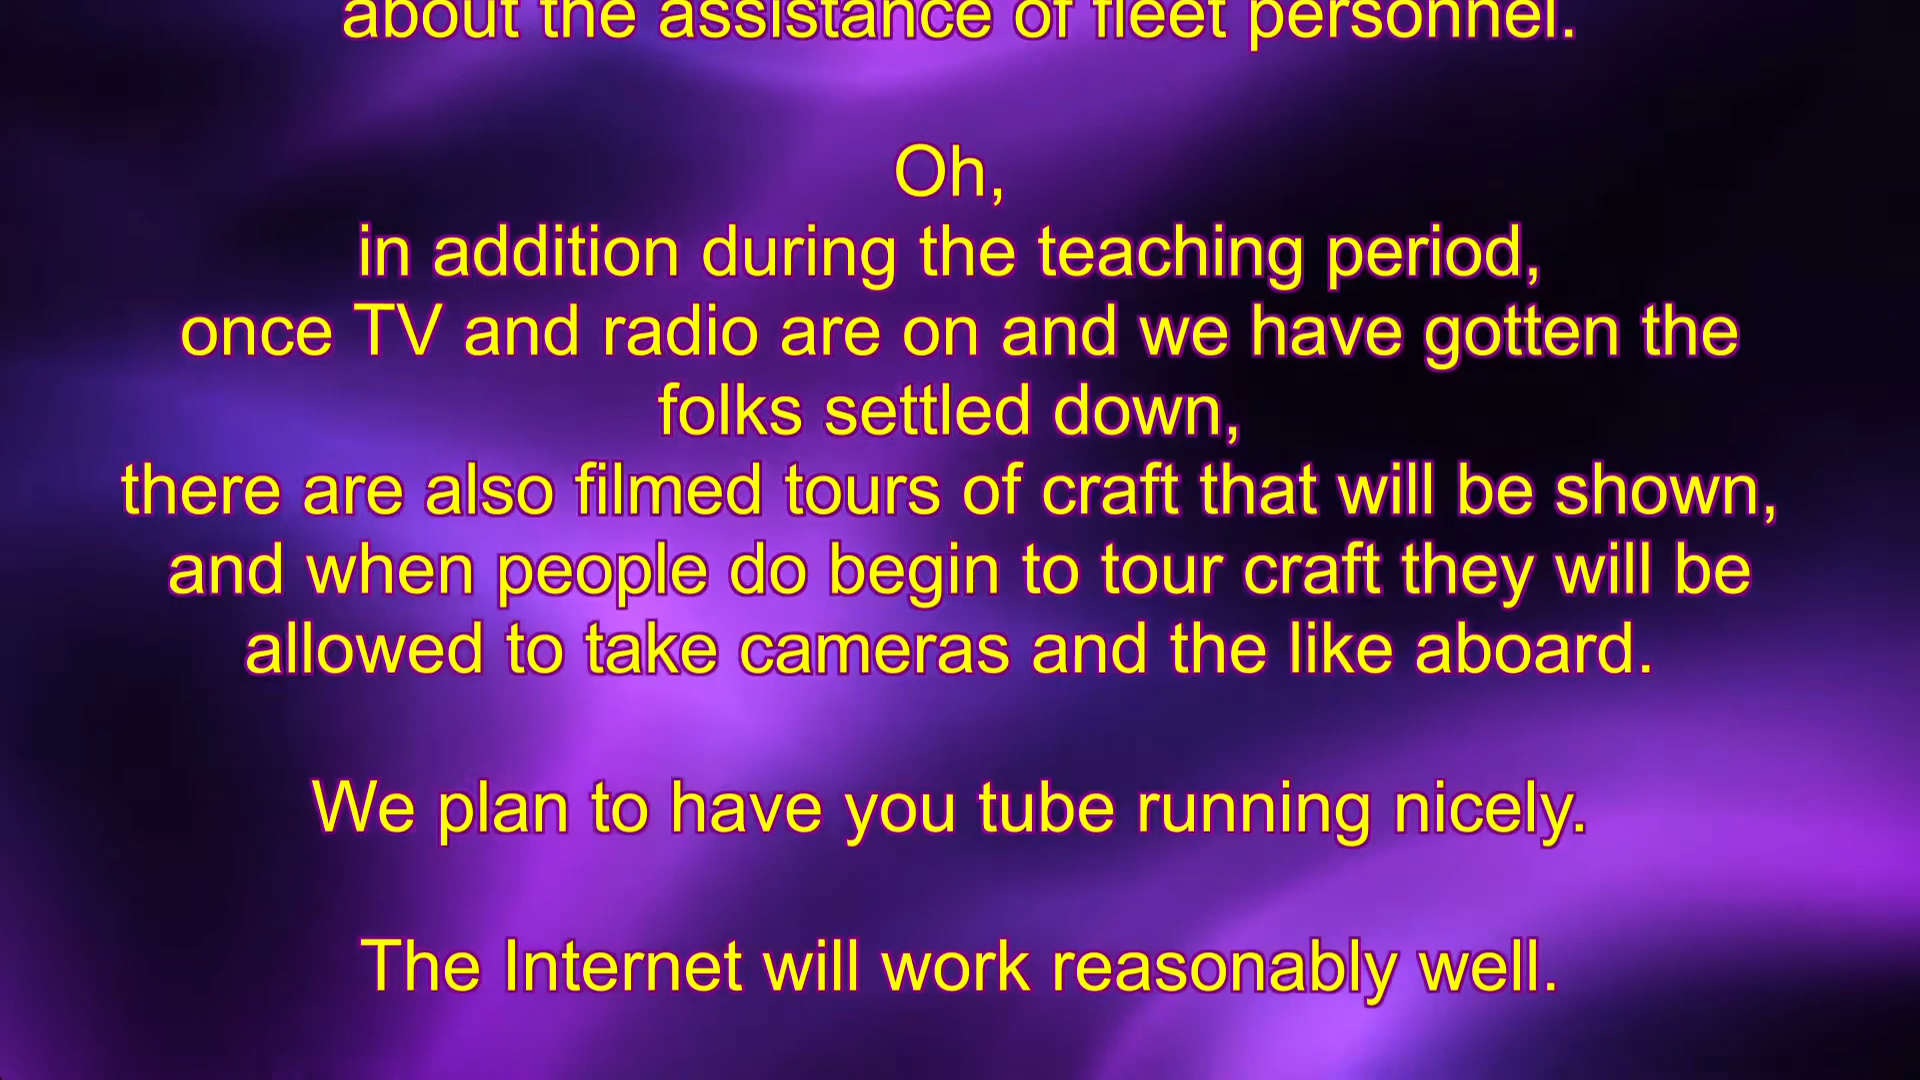 about the assistance of fleet personnel.
Oh,
in addition during the teaching period,
once TV and radio are on and we have gotten the
folks settled down,
there are also filmed tours of craft that will be shown,
and when people do begin to tour craft they will be
allowed to take cameras and the like aboard.
We plan to have you tube running nicely.
The Internet will work reasonably well.